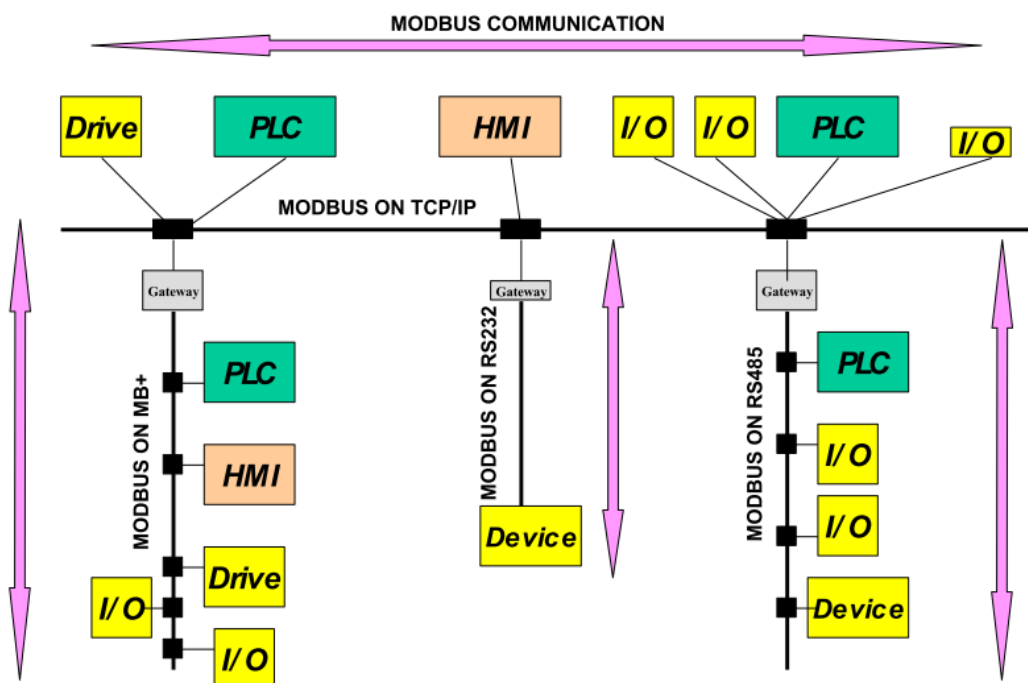 MODBUS COMMUNICATION
Drive
PLC
HMI
I/O
I/O
PLC
I/O
MODBUS ON TCP/IP
Gateway
Gateway
Gateway
MODBUS ON MB+
PLC
HMI
Drive
I/O
I/O
MODBUS ON RS232
Device
MODBUS ON RS485
PLC
I/O
I/O
Device